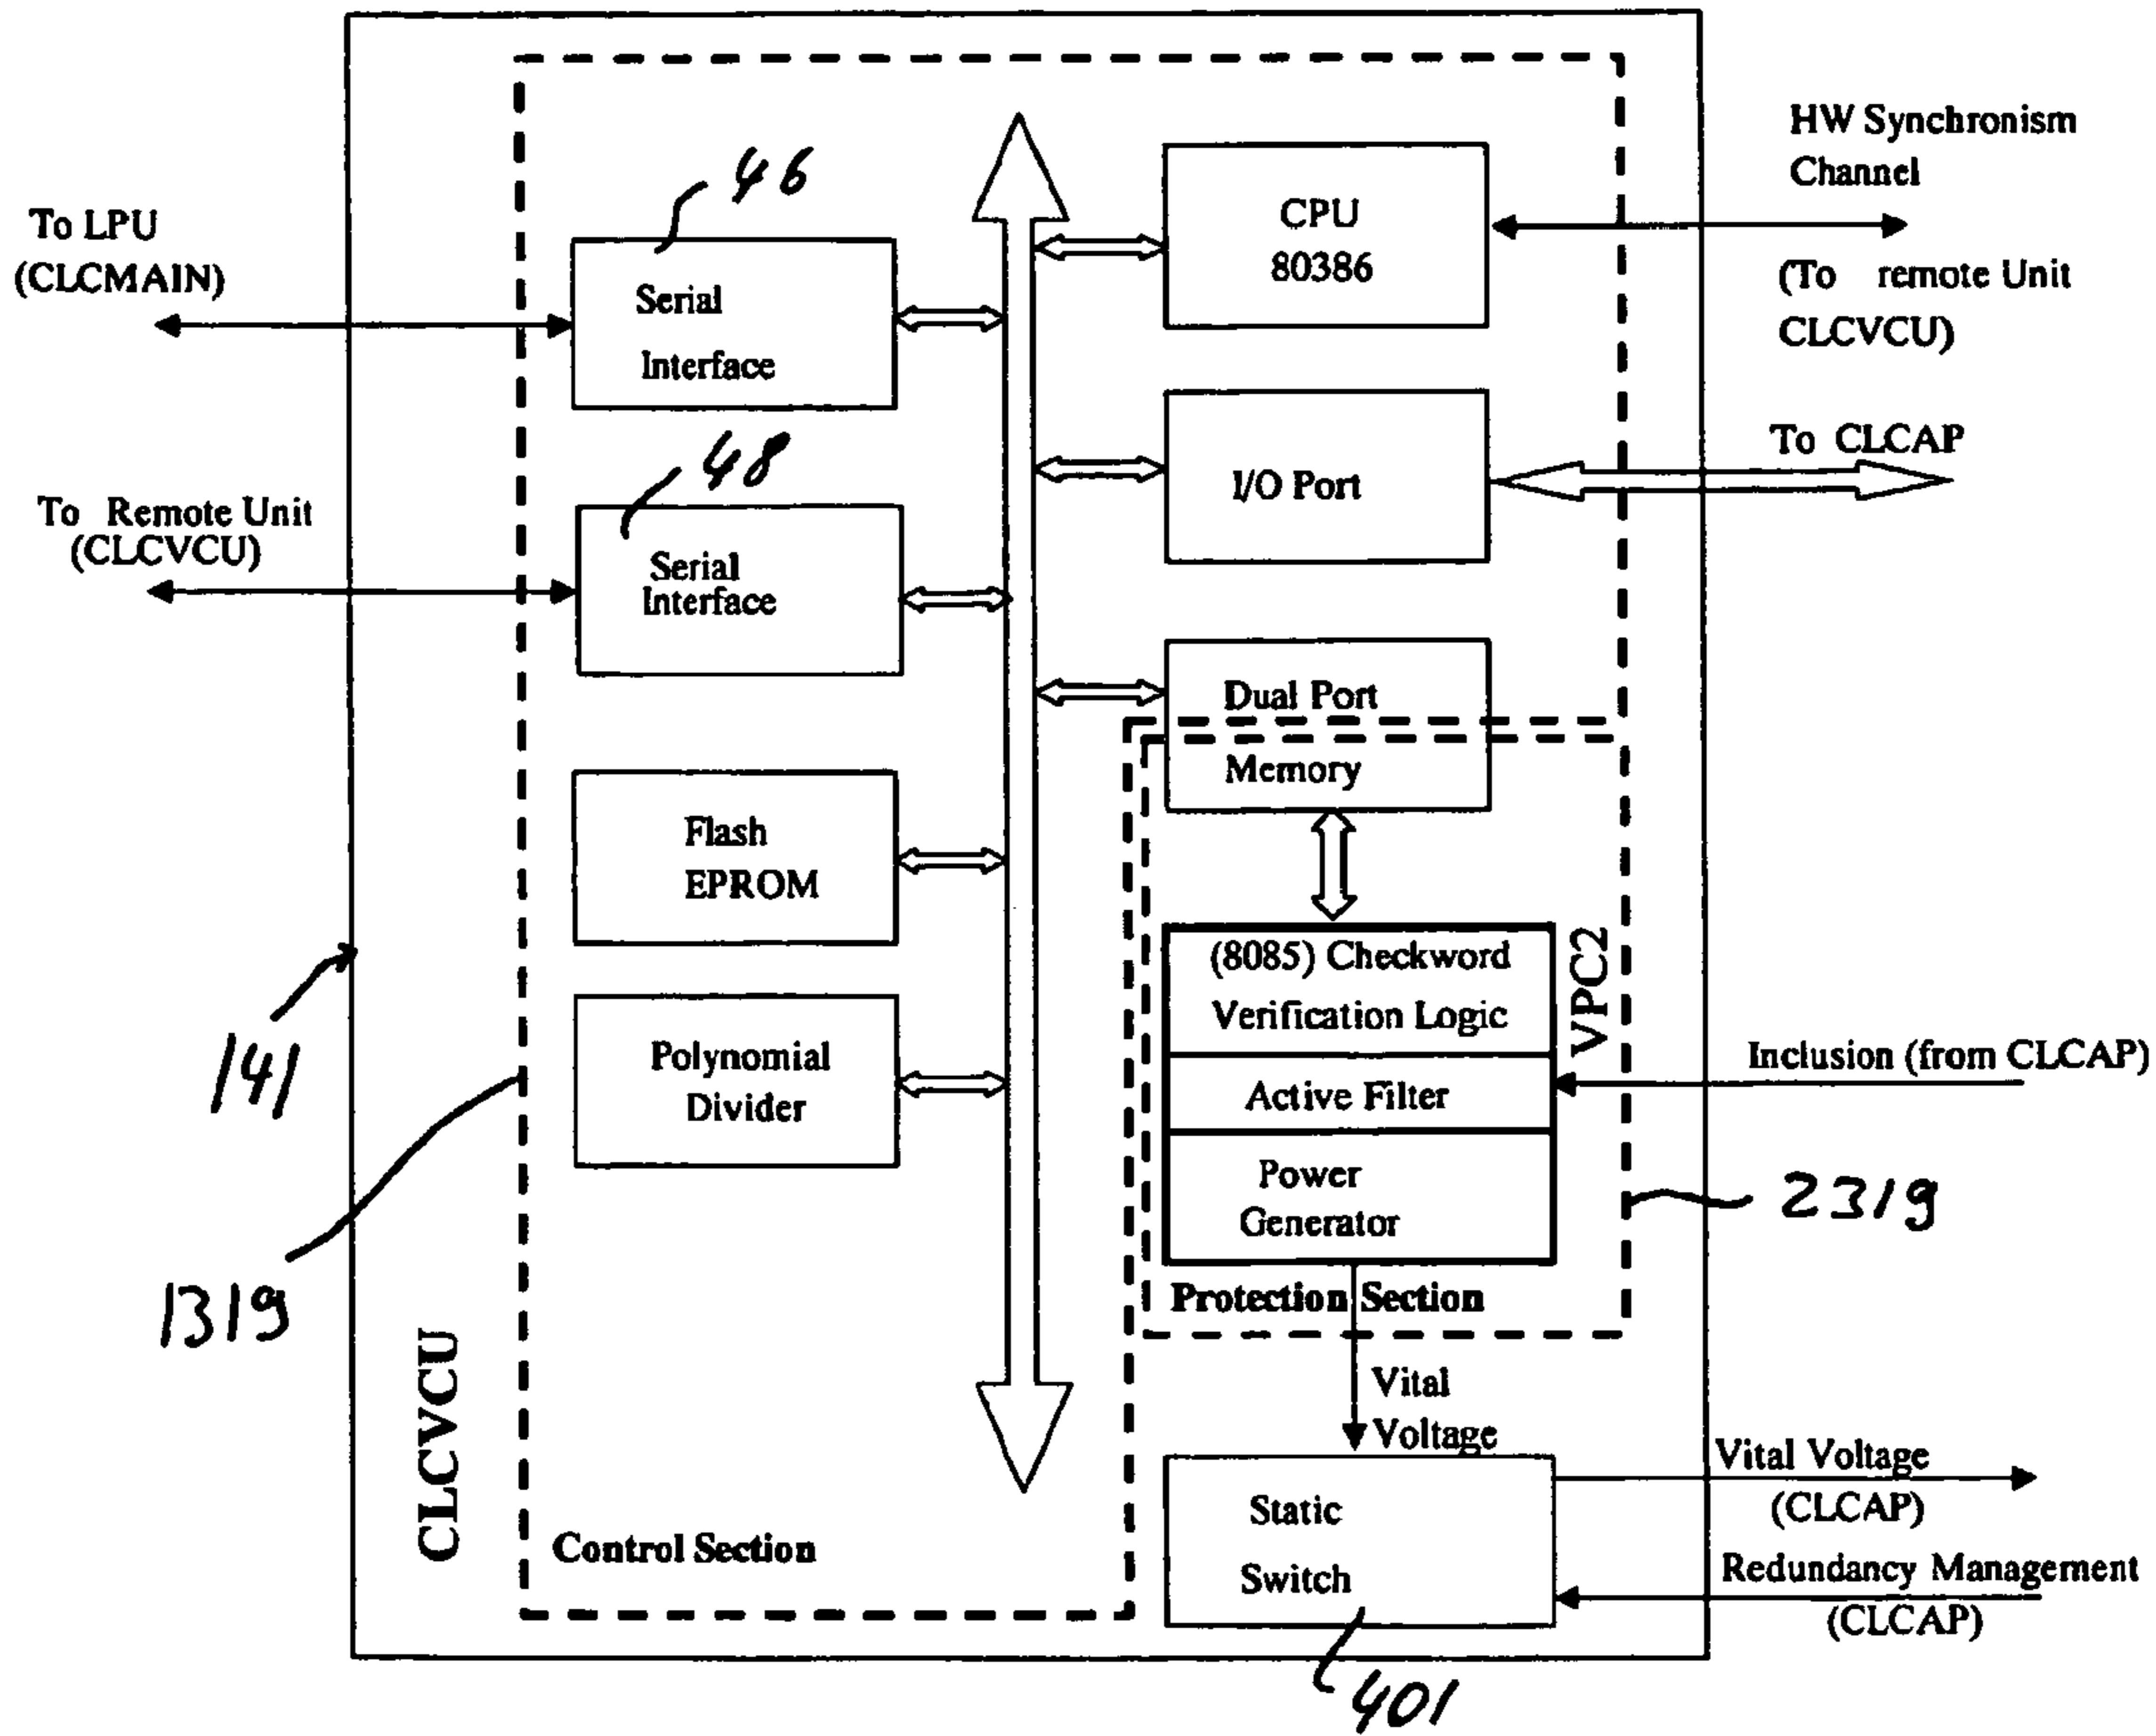 HW Synchronism
Channel
(To remote Unit
CLCVCU)
To LPU
(CLCMAIN)
46
Serial
Interface
CPU
80386
To Remote Unit
(CLCVCU)
48
Serial
Interface
I/O Port
To CLCAP
Dual Port
Memory
Flash
EPROM
Polynomial
Divider
(8085) Checkword
Verification Logic
Active Filter
Power
Generator
VPC2
Inclusion (from CLCAP)
2319
Protection Section
141
1319
CLCVCU
Control Section
Vital
Voltage
Static
Switch
401
Vital Voltage
(CLCAP)
Redundancy Management
(CLCAP)